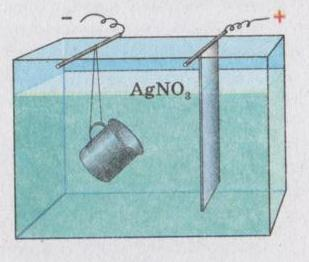 − +
AgNO₃